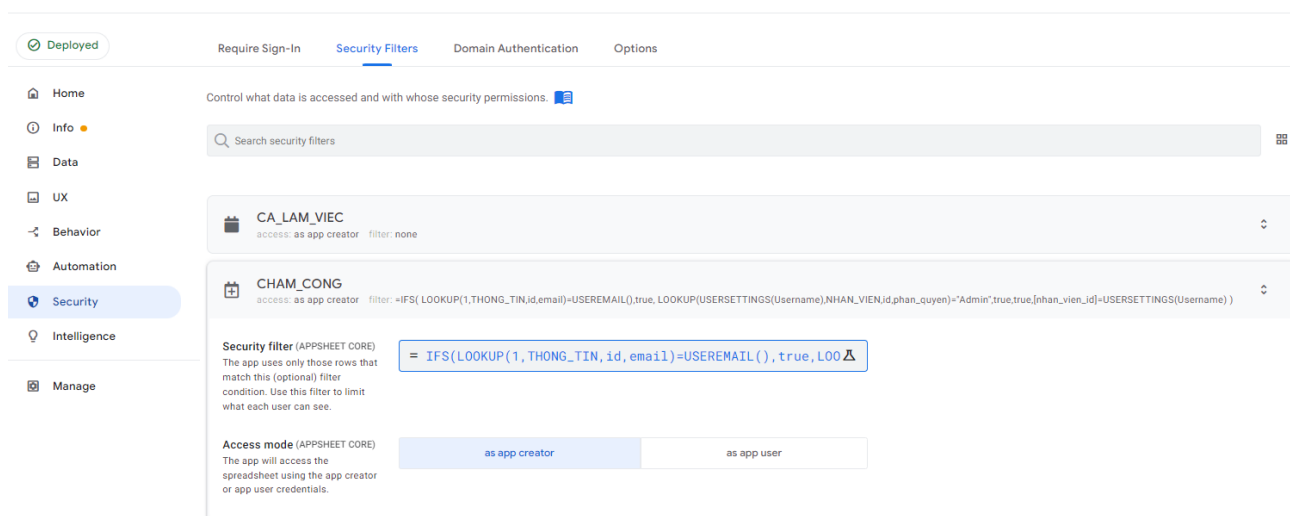 Deployed
Require Sign-In Security Filters Domain Authentication Options
Home
Info
Data
UX
Behavior
Automation
Security
Intelligence
Manage
Control what data is accessed and with whose security permissions.
Search security filters
CA_LAM_VIEC
access: as app creator filter: none
CHAM_CONG
access: as app creator filter: =IFS( LOOKUP(1,THONG_TIN,id,email)=USEREMAIL(),true, LOOKUP(USERSETTINGS(Username),NHAN_VIEN,id,phan_quyen)="Admin",true,true,[nhan_vien_id]=USERSETTINGS(Username) )
Security filter (APPSHEET CORE)
The app uses only those rows that
match this (optional) filter
condition. Use this filter to limit
what each user can see.
= IFS(LOOKUP(1,THONG_TIN,id,email)=USEREMAIL(),true,LOO
Access mode (APPSHEET CORE)
The app will access the
spreadsheet using the app creator
or app user credentials.
as app creator as app user